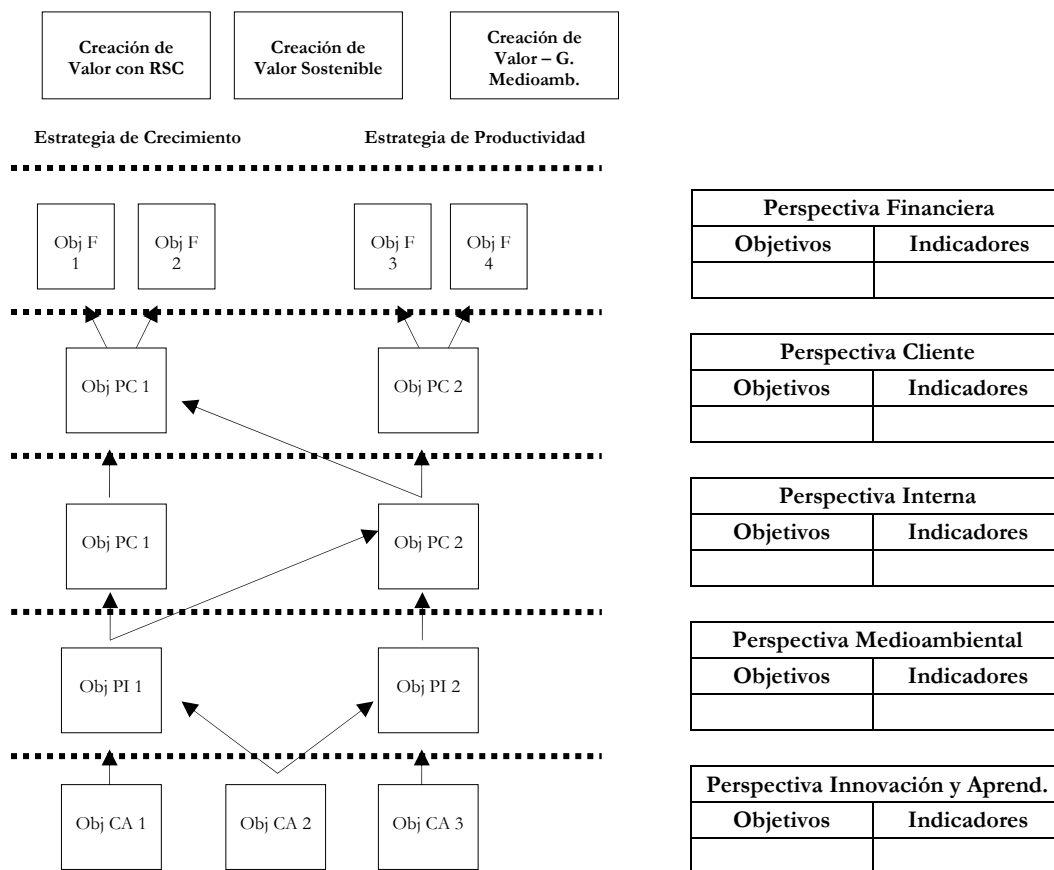 Creación de
Valor con RSC
Creación de
Valor Sostenible
Creación de
Valor – G.
Medioamb.
Estrategia de Crecimiento
Estrategia de Productividad
Obj F
1
Obj F
2
Obj F
3
Obj F
4
Perspectiva Financiera
Objetivos Indicadores
Obj PC 1
Obj PC 2
Perspectiva Cliente
Objetivos Indicadores
Obj PC 1
Obj PC 2
Perspectiva Interna
Objetivos Indicadores
Obj PI 1
Obj PI 2
Perspectiva Medioambiental
Objetivos Indicadores
Obj CA 1
Obj CA 2
Obj CA 3
Perspectiva Innovación y Aprend.
Objetivos Indicadores